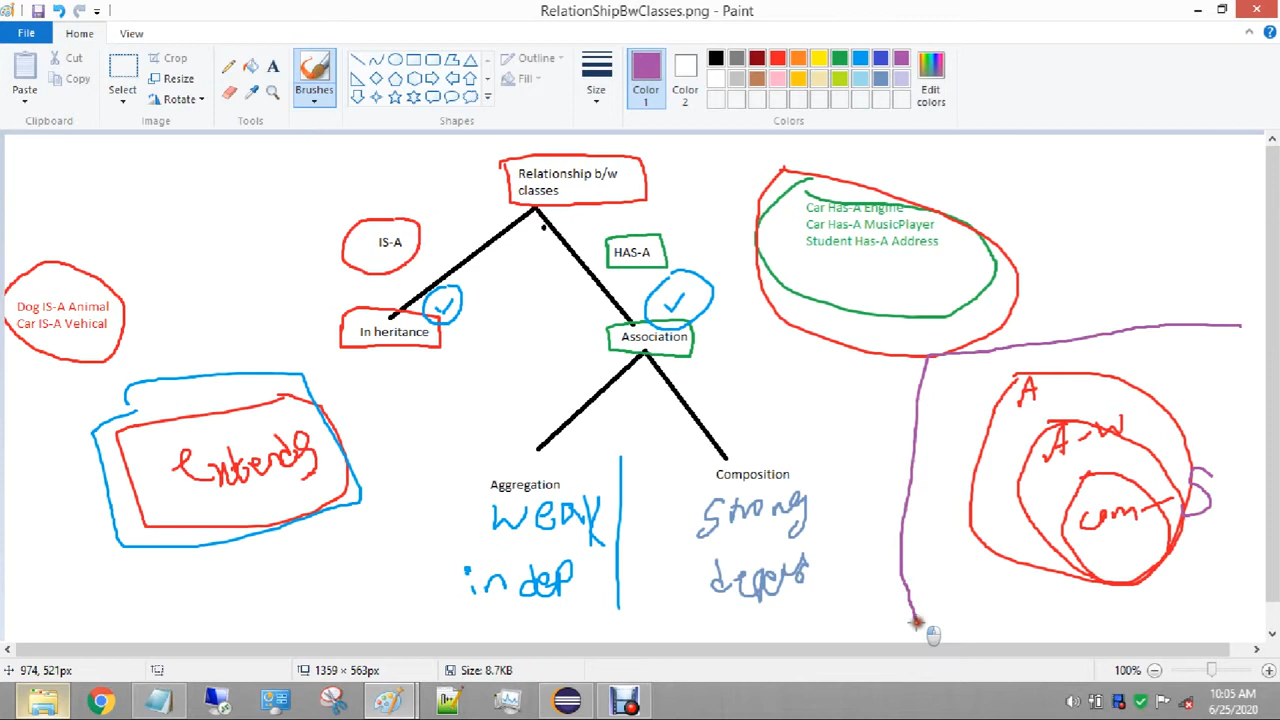 RelationShipBwClasses.png - Paint
File
Home
View
Paste
Cut
Copy
Clipboard
Select
Crop
Resize
Rotate
Image
Tools
Brushes
Shapes
Outline
Fill
Size
Color 1
Color 2
Edit colors
Colors
Relationship b/w
classes
IS-A
HAS-A
Car Has-A Engine
Car Has-A MusicPlayer
Student Has-A Address
Dog IS-A Animal
Car IS-A Vehical
In heritance
Association
A
A-W
com-
extends
Aggregation
Composition
weak
strong
indep
974, 521px
1359 × 563px
Size: 8.7KB
100%
10:05 AM
6/25/2020